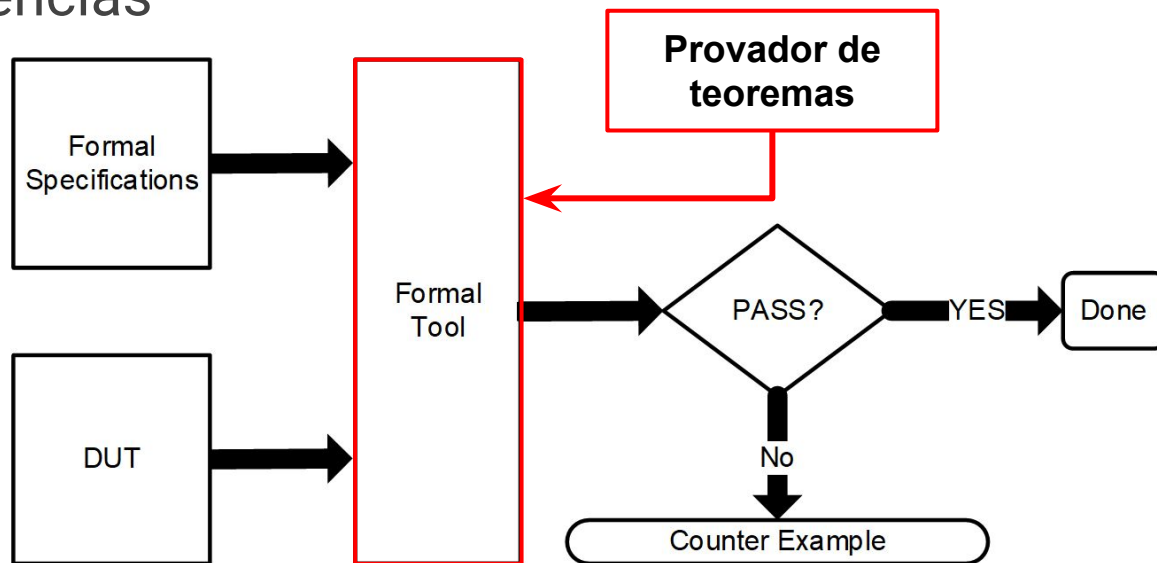 Provador de
teoremas
Formal
Specifications
Formal
Tool
PASS?
YES
Done
DUT
No
Counter Example